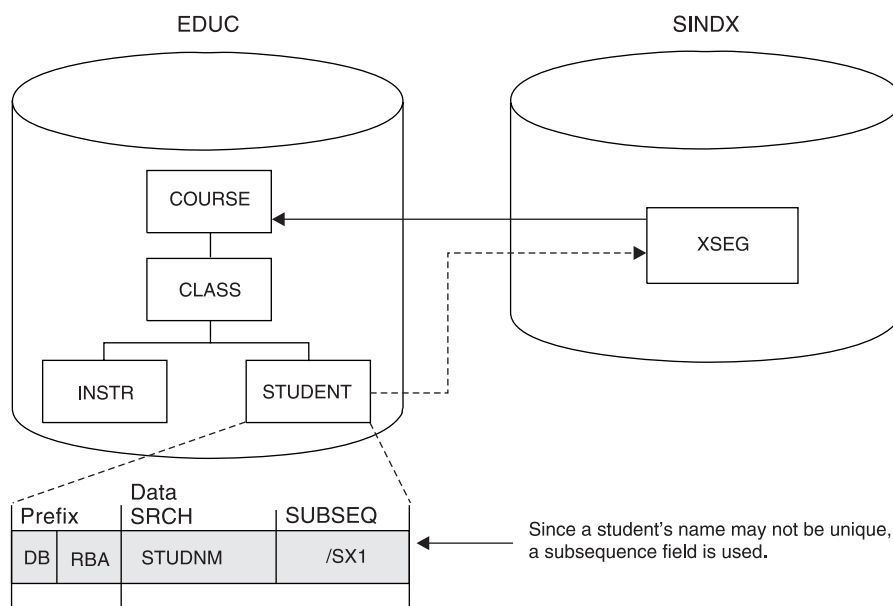 EDUC
SINDX
COURSE
XSEG
CLASS
INSTR
STUDENT
Data
Prefix SRCH SUBSEQ
DB RBA STUDNM /SX1
Since a student's name may not be unique,
a subsequence field is used.